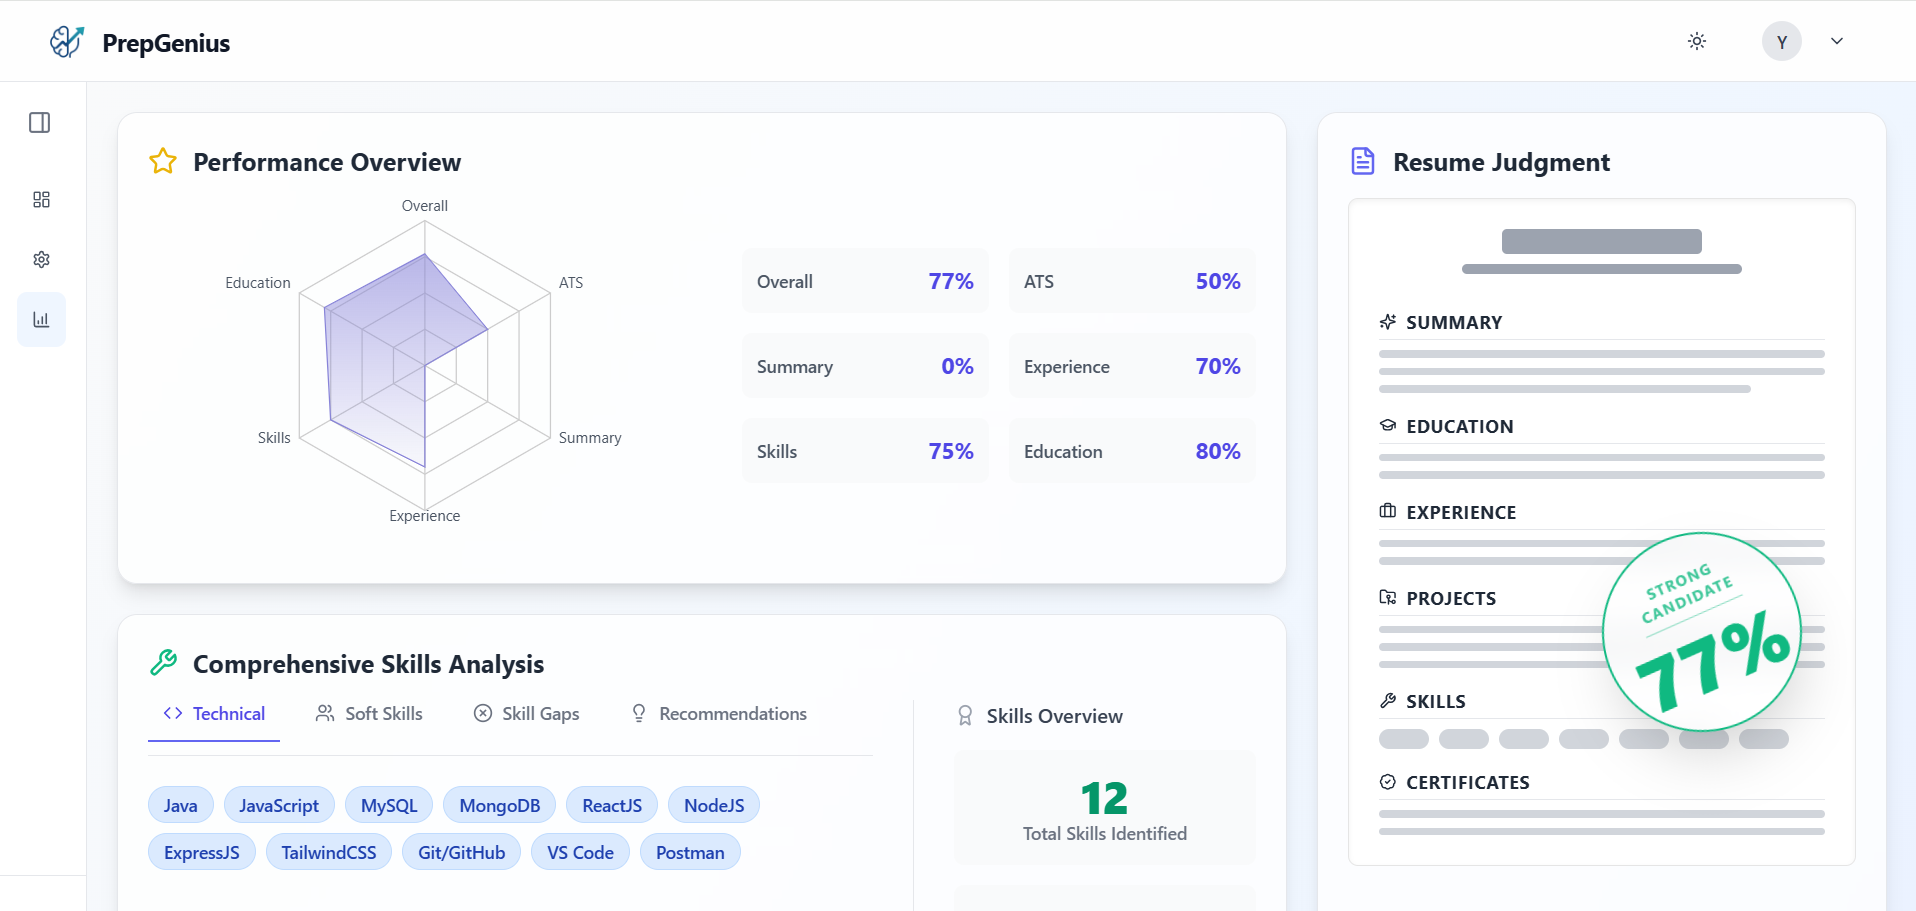 PrepGenius
Y
Performance Overview
Overall
ATS
Education
Skills
Summary
Experience
Overall 77%
ATS 50%
Summary 0%
Experience 70%
Skills 75%
Education 80%
Comprehensive Skills Analysis
Technical Soft Skills Skill Gaps Recommendations
Java JavaScript MySQL MongoDB ReactJS NodeJS
ExpressJS TailwindCSS Git/GitHub VS Code Postman
Skills Overview
12
Total Skills Identified
Resume Judgment
SUMMARY
EDUCATION
EXPERIENCE
PROJECTS
SKILLS
CERTIFICATES
STRONG
CANDIDATE
77%